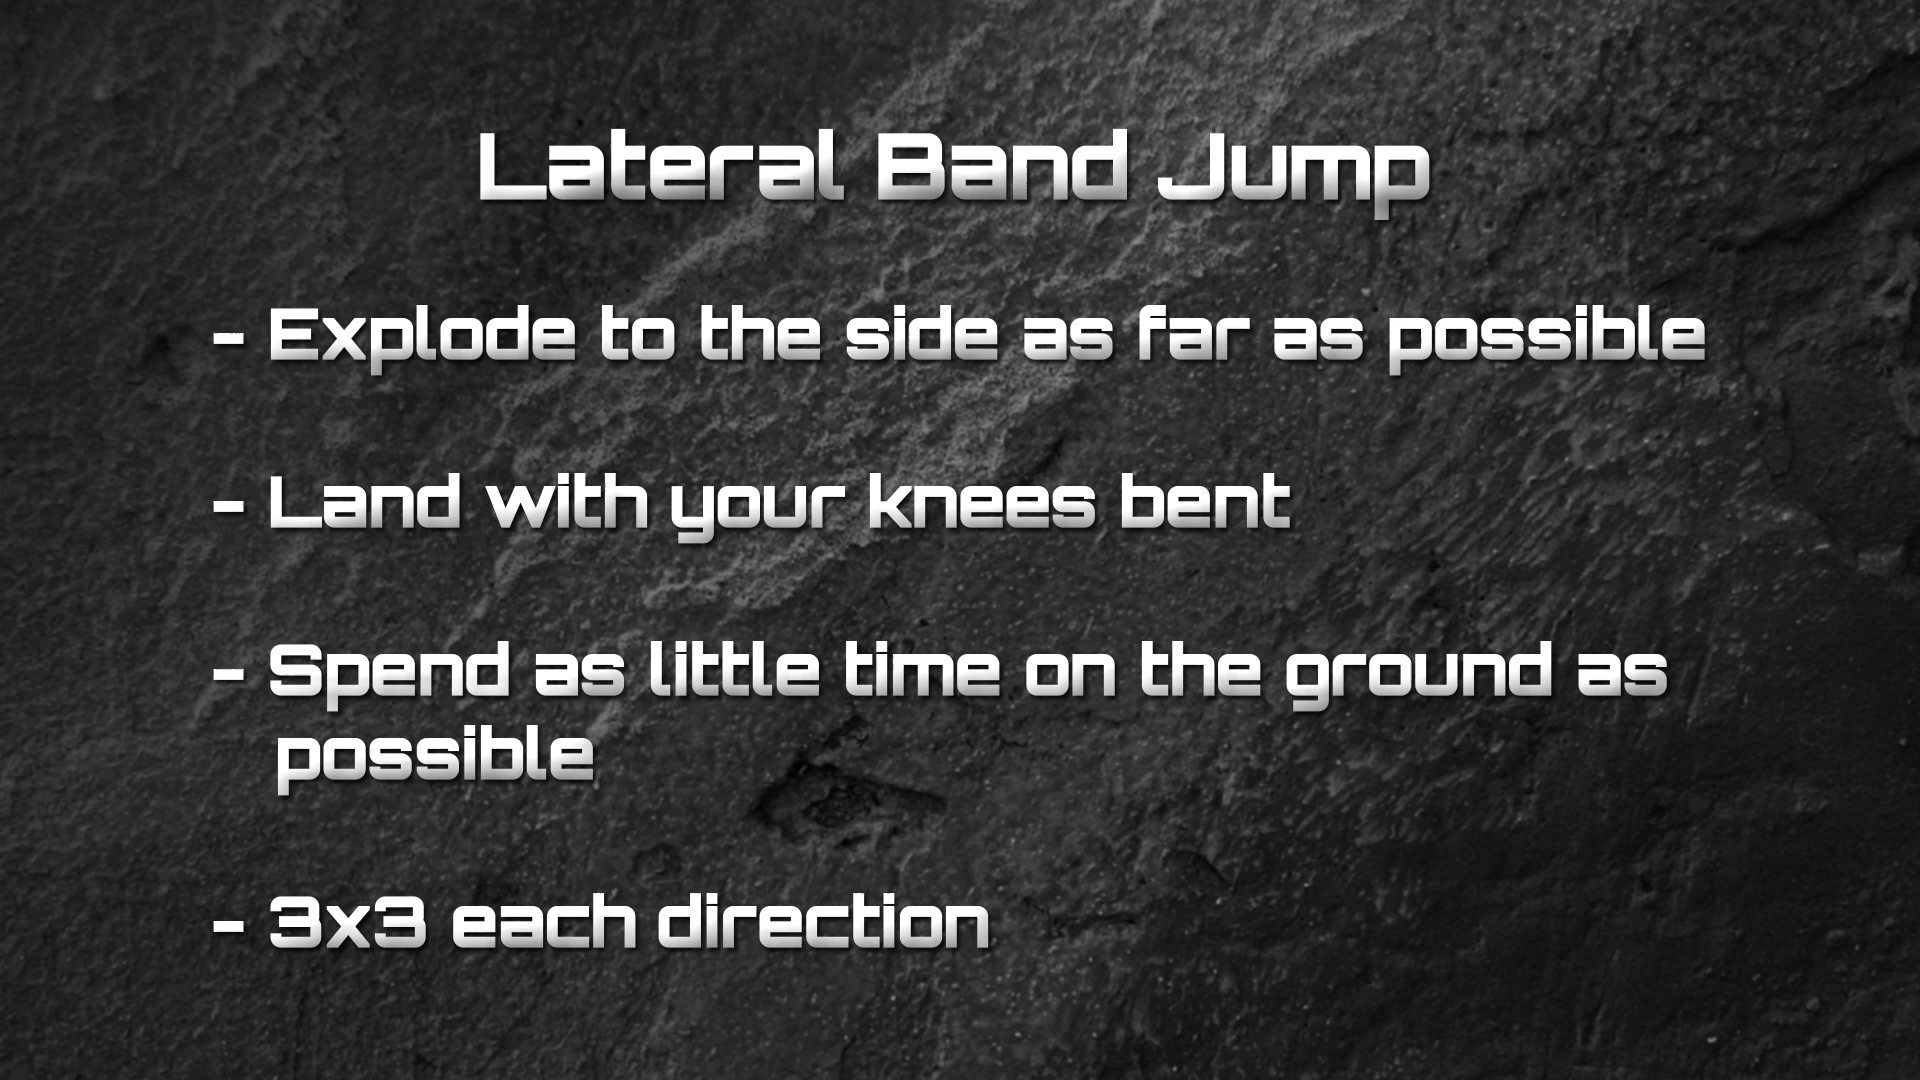 Lateral Band Jump
- Explode to the side as far as possible
- Land with your knees bent
- Spend as little time on the ground as
possible
- 3x3 each direction